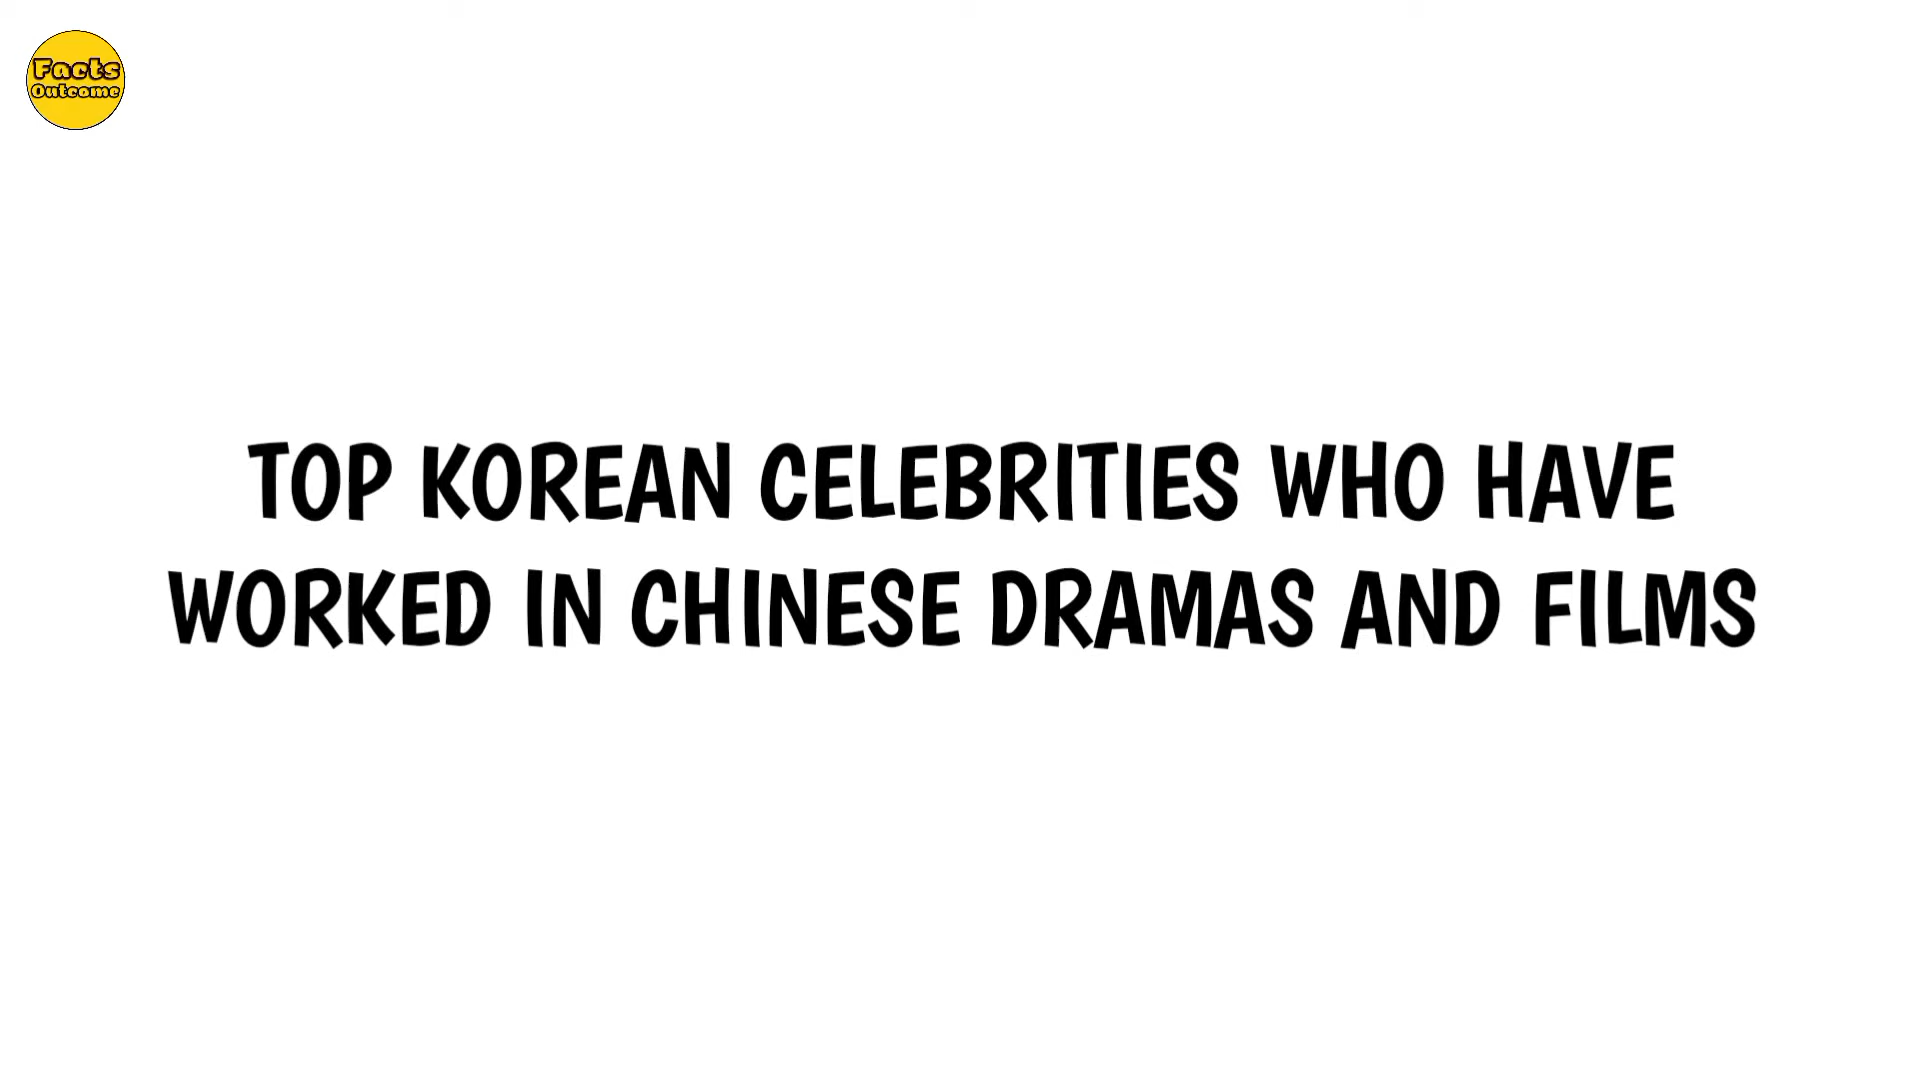 Facts
Outcome
TOP KOREAN CELEBRITIES WHO HAVE
WORKED IN CHINESE DRAMAS AND FILMS